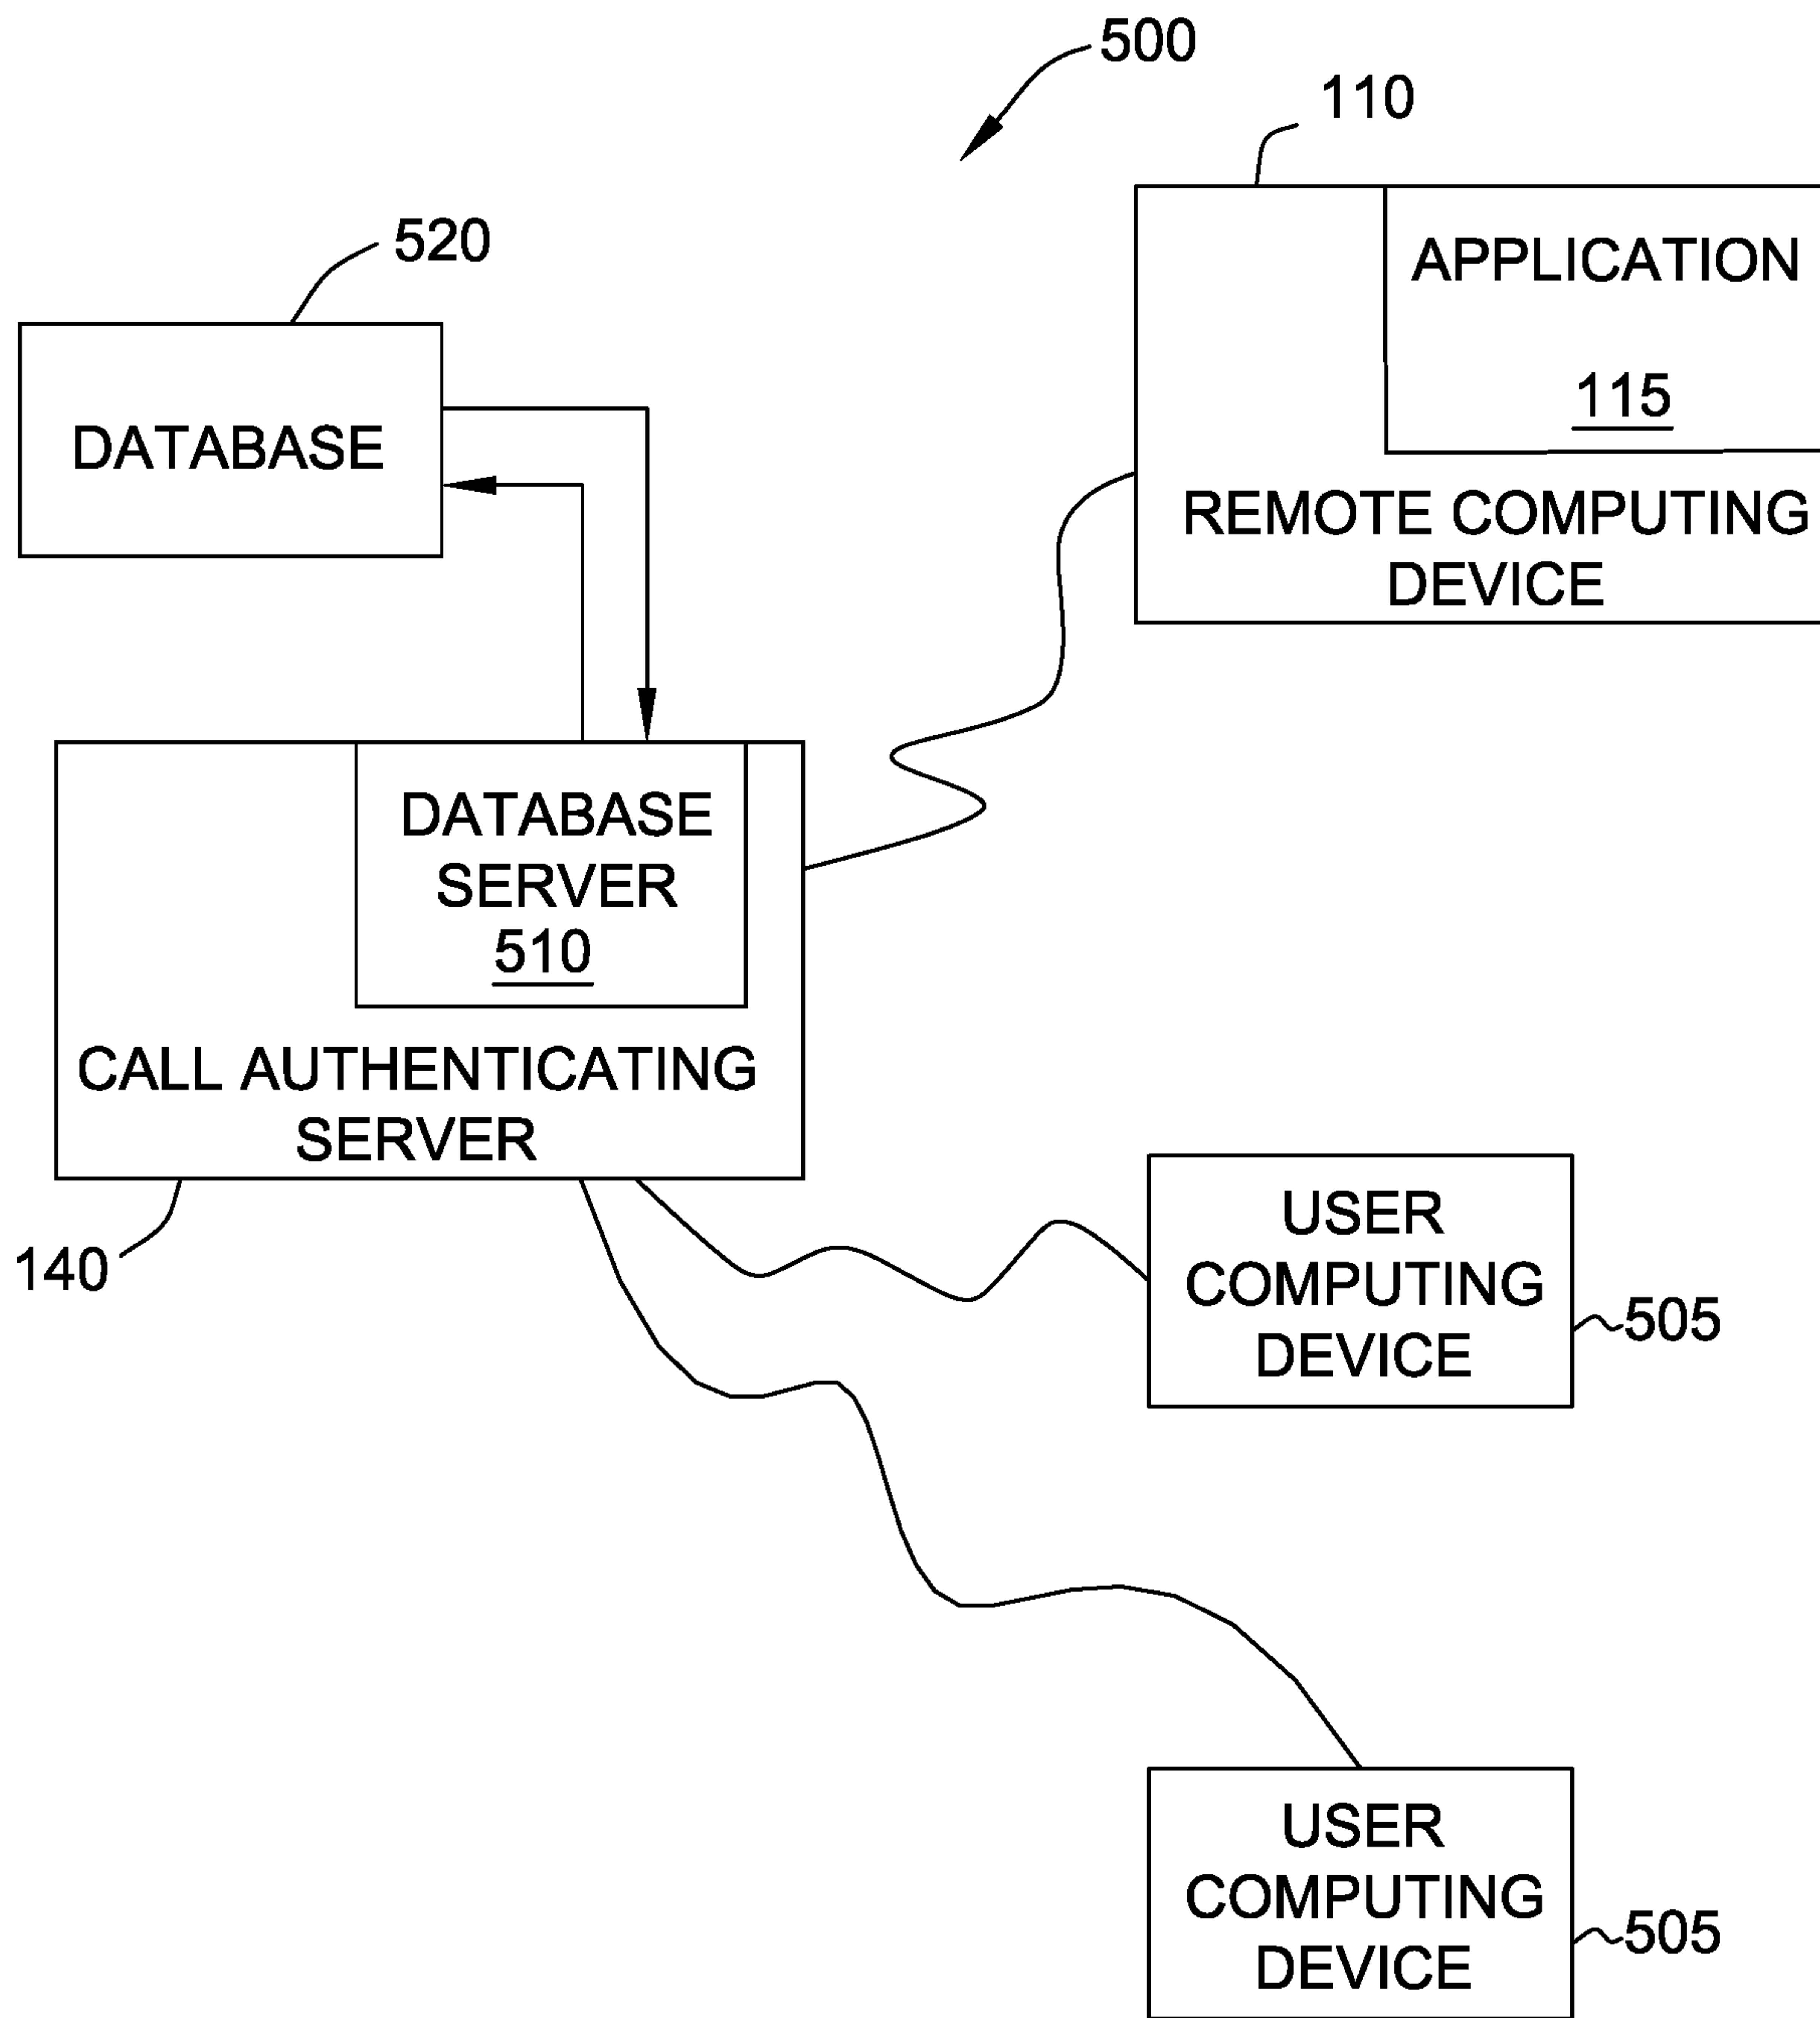 500
110
520
APPLICATION
115
DATABASE
REMOTE COMPUTING
DEVICE
DATABASE
SERVER
510
CALL AUTHENTICATING
SERVER
140
USER
COMPUTING
DEVICE
505
USER
COMPUTING
DEVICE
505